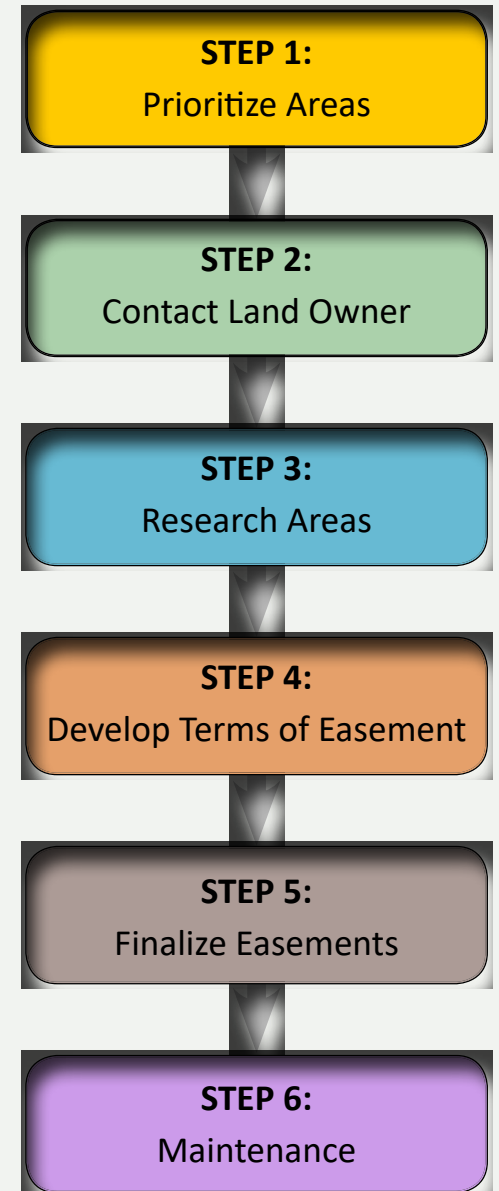 STEP 1:
Prioritize Areas
STEP 2:
Contact Land Owner
STEP 3:
Research Areas
STEP 4:
Develop Terms of Easement
STEP 5:
Finalize Easements
STEP 6:
Maintenance